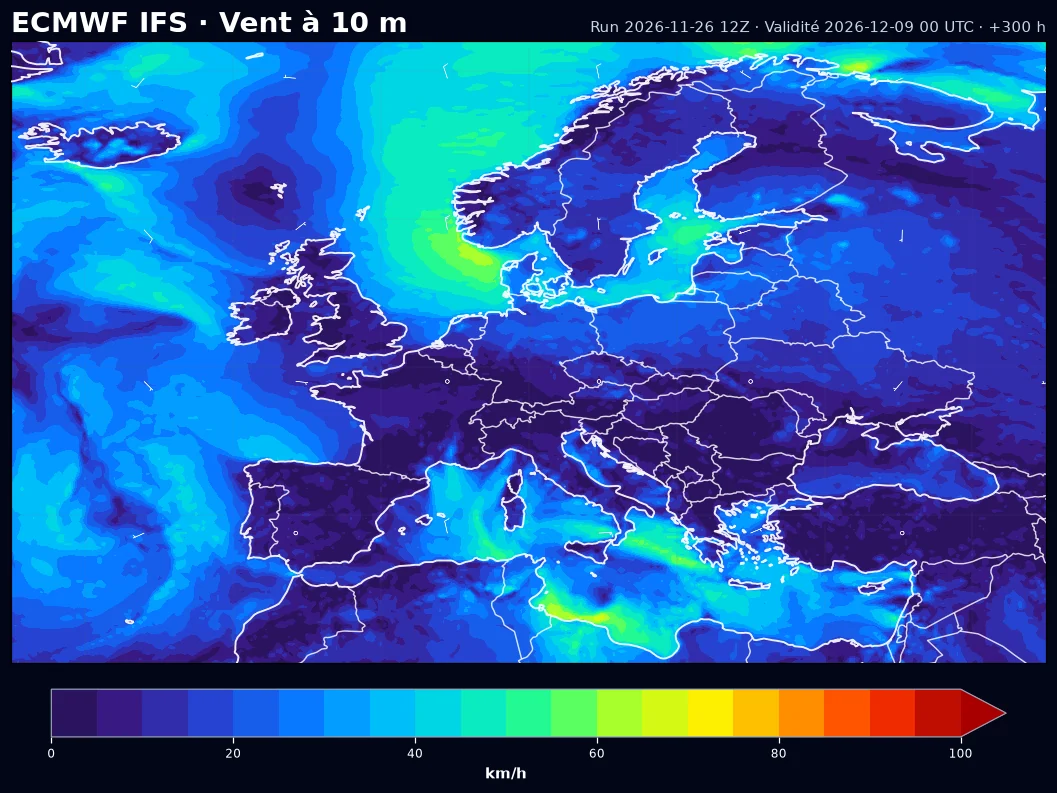 ECMWF IFS · Vent à 10 m
Run 2026-11-26 12Z · Validité 2026-12-09 00 UTC · +300 h
0 20 40 60 80 100
km/h